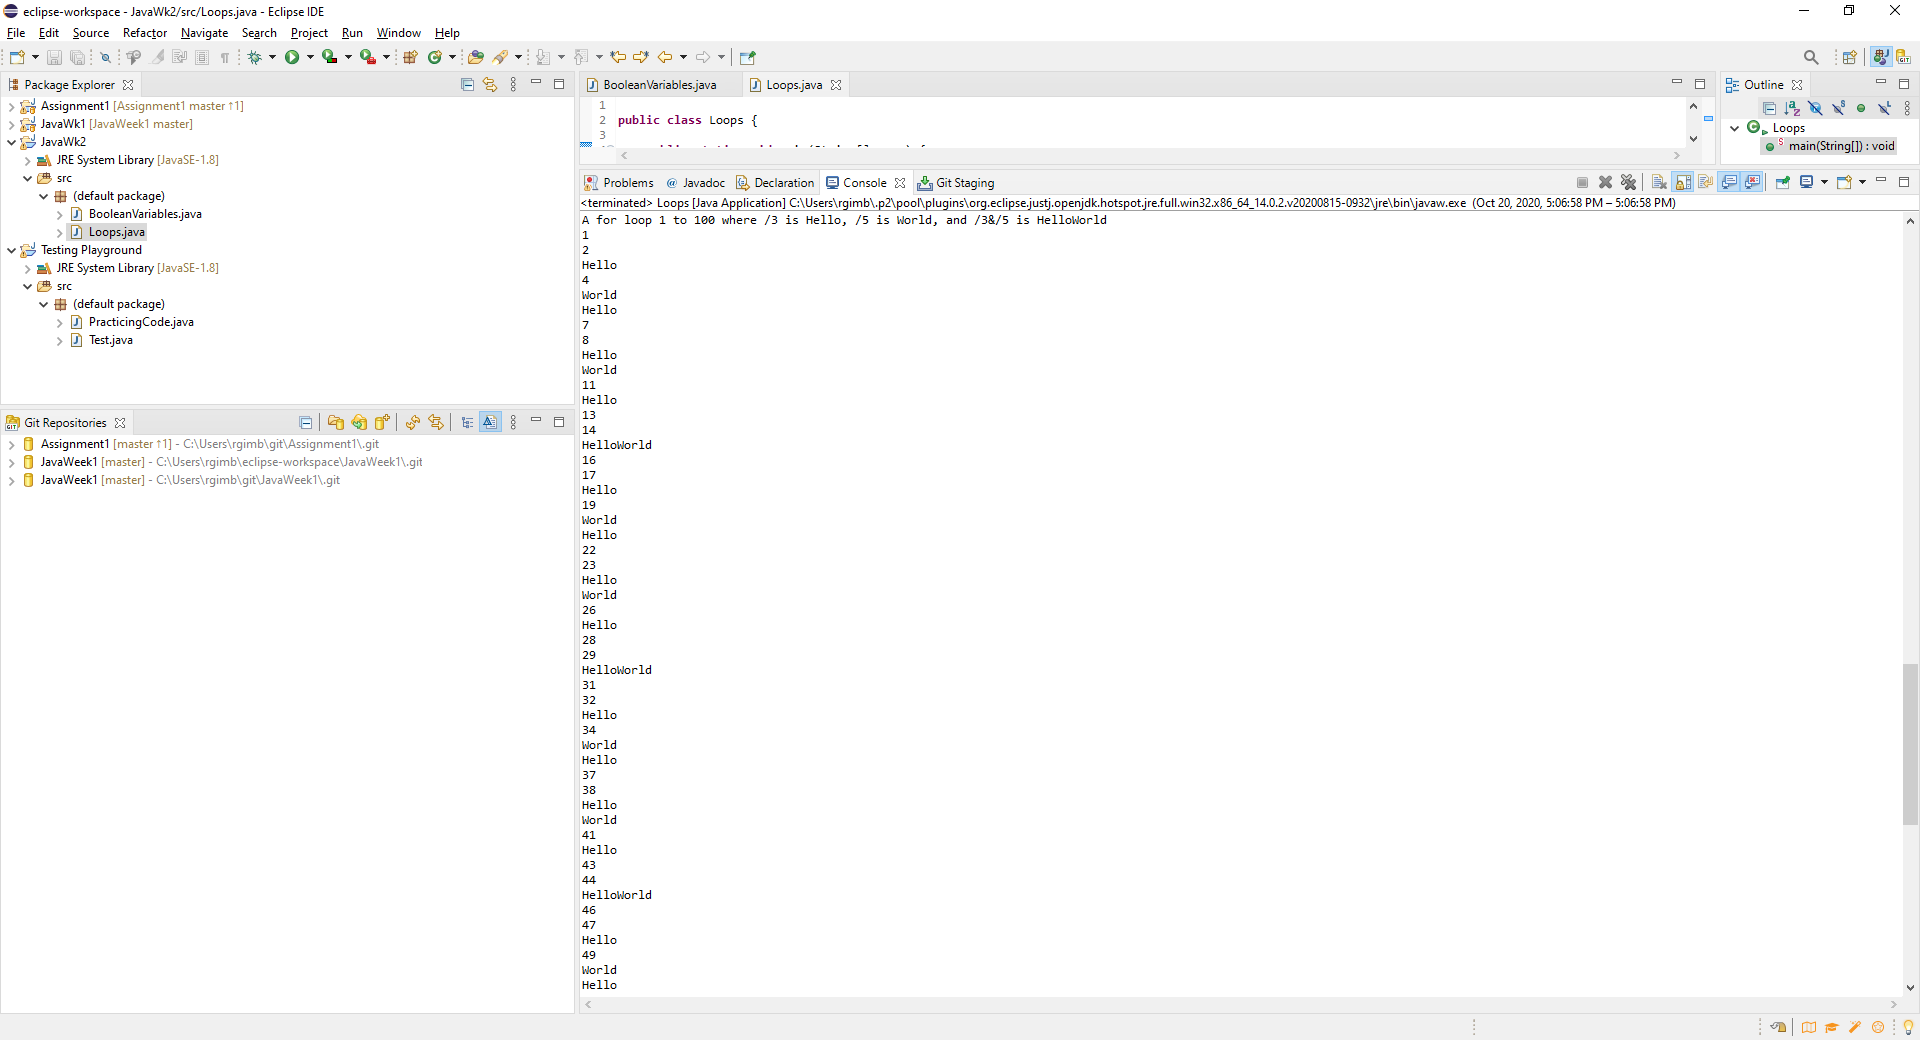 eclipse-workspace - JavaWk2/src/Loops.java - Eclipse IDE
File Edit Source Refactor Navigate Search Project Run Window Help
Package Explorer
Assignment1 [Assignment1 master ↑1]
JavaWk1 [JavaWeek1 master]
JavaWk2
JRE System Library [JavaSE-1.8]
src
(default package)
BooleanVariables.java
Loops.java
Testing Playground
JRE System Library [JavaSE-1.8]
src
(default package)
PracticingCode.java
Test.java
Git Repositories
Assignment1 [master ↑1] - C:\Users\rgimb\git\Assignment1\.git
JavaWeek1 [master] - C:\Users\rgimb\eclipse-workspace\JavaWeek1\.git
JavaWeek1 [master] - C:\Users\rgimb\git\JavaWeek1\.git
BooleanVariables.java Loops.java
1
2 public class Loops {
3
Outline
Loops
main(String[]) : void
Problems @ Javadoc Declaration Console Git Staging
<terminated> Loops [Java Application] C:\Users\rgimb\.p2\pool\plugins\org.eclipse.justj.openjdk.hotspot.jre.full.win32.x86_64_14.0.2.v20200815-0932\jre\bin\javaw.exe (Oct 20, 2020, 5:06:58 PM – 5:06:58 PM)
A for loop 1 to 100 where /3 is Hello, /5 is World, and /3&/5 is HelloWorld
1
2
Hello
4
World
Hello
7
8
Hello
World
11
Hello
13
14
HelloWorld
16
17
Hello
19
World
Hello
22
23
Hello
World
26
Hello
28
29
HelloWorld
31
32
Hello
34
World
Hello
37
38
Hello
World
41
Hello
43
44
HelloWorld
46
47
Hello
49
World
Hello